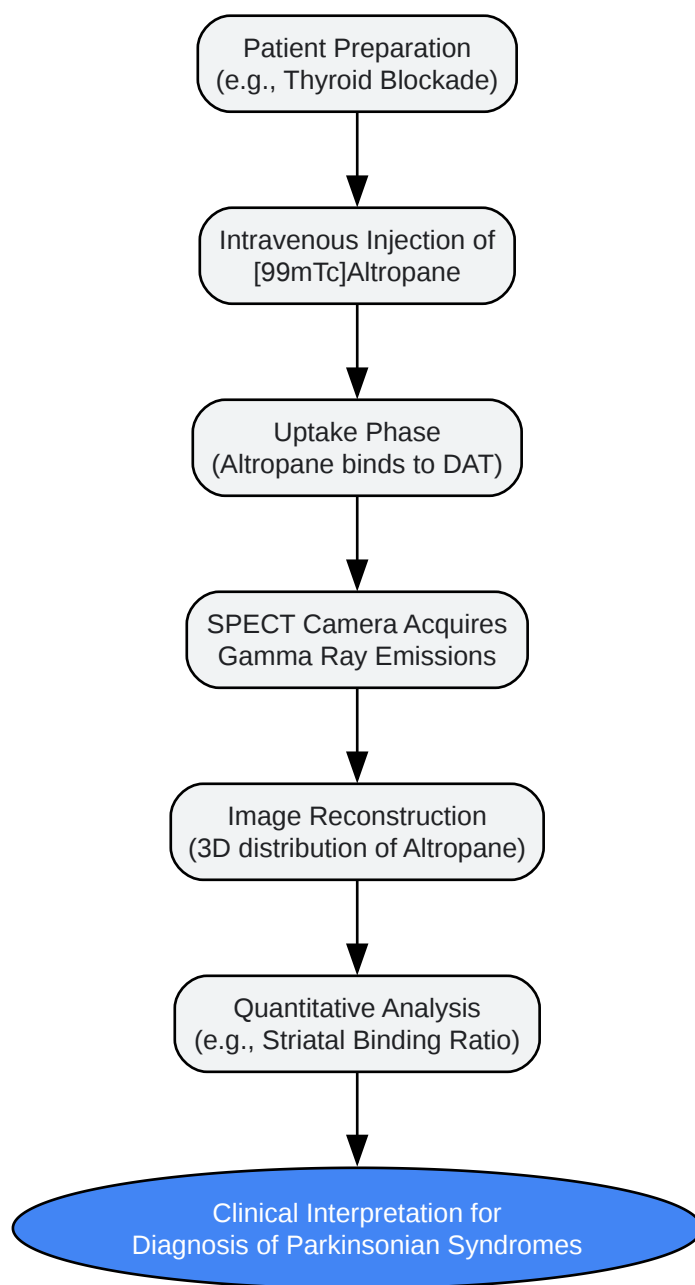 Patient Preparation
(e.g., Thyroid Blockade)
Intravenous Injection of
[99mTc]Altropane
Uptake Phase
(Altropane binds to DAT)
SPECT Camera Acquires
Gamma Ray Emissions
Image Reconstruction
(3D distribution of Altropane)
Quantitative Analysis
(e.g., Striatal Binding Ratio)
Clinical Interpretation for
Diagnosis of Parkinsonian Syndromes